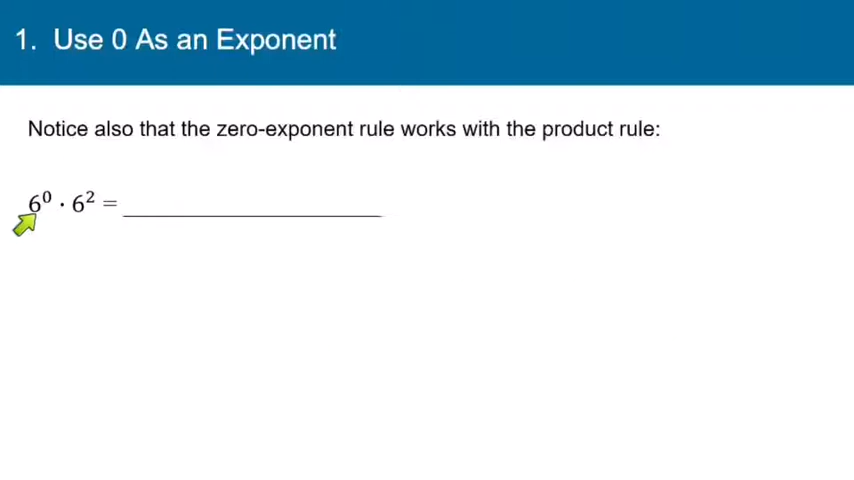 1. Use 0 As an Exponent
Notice also that the zero-exponent rule works with the product rule:
6⁰ · 6² = ____________________